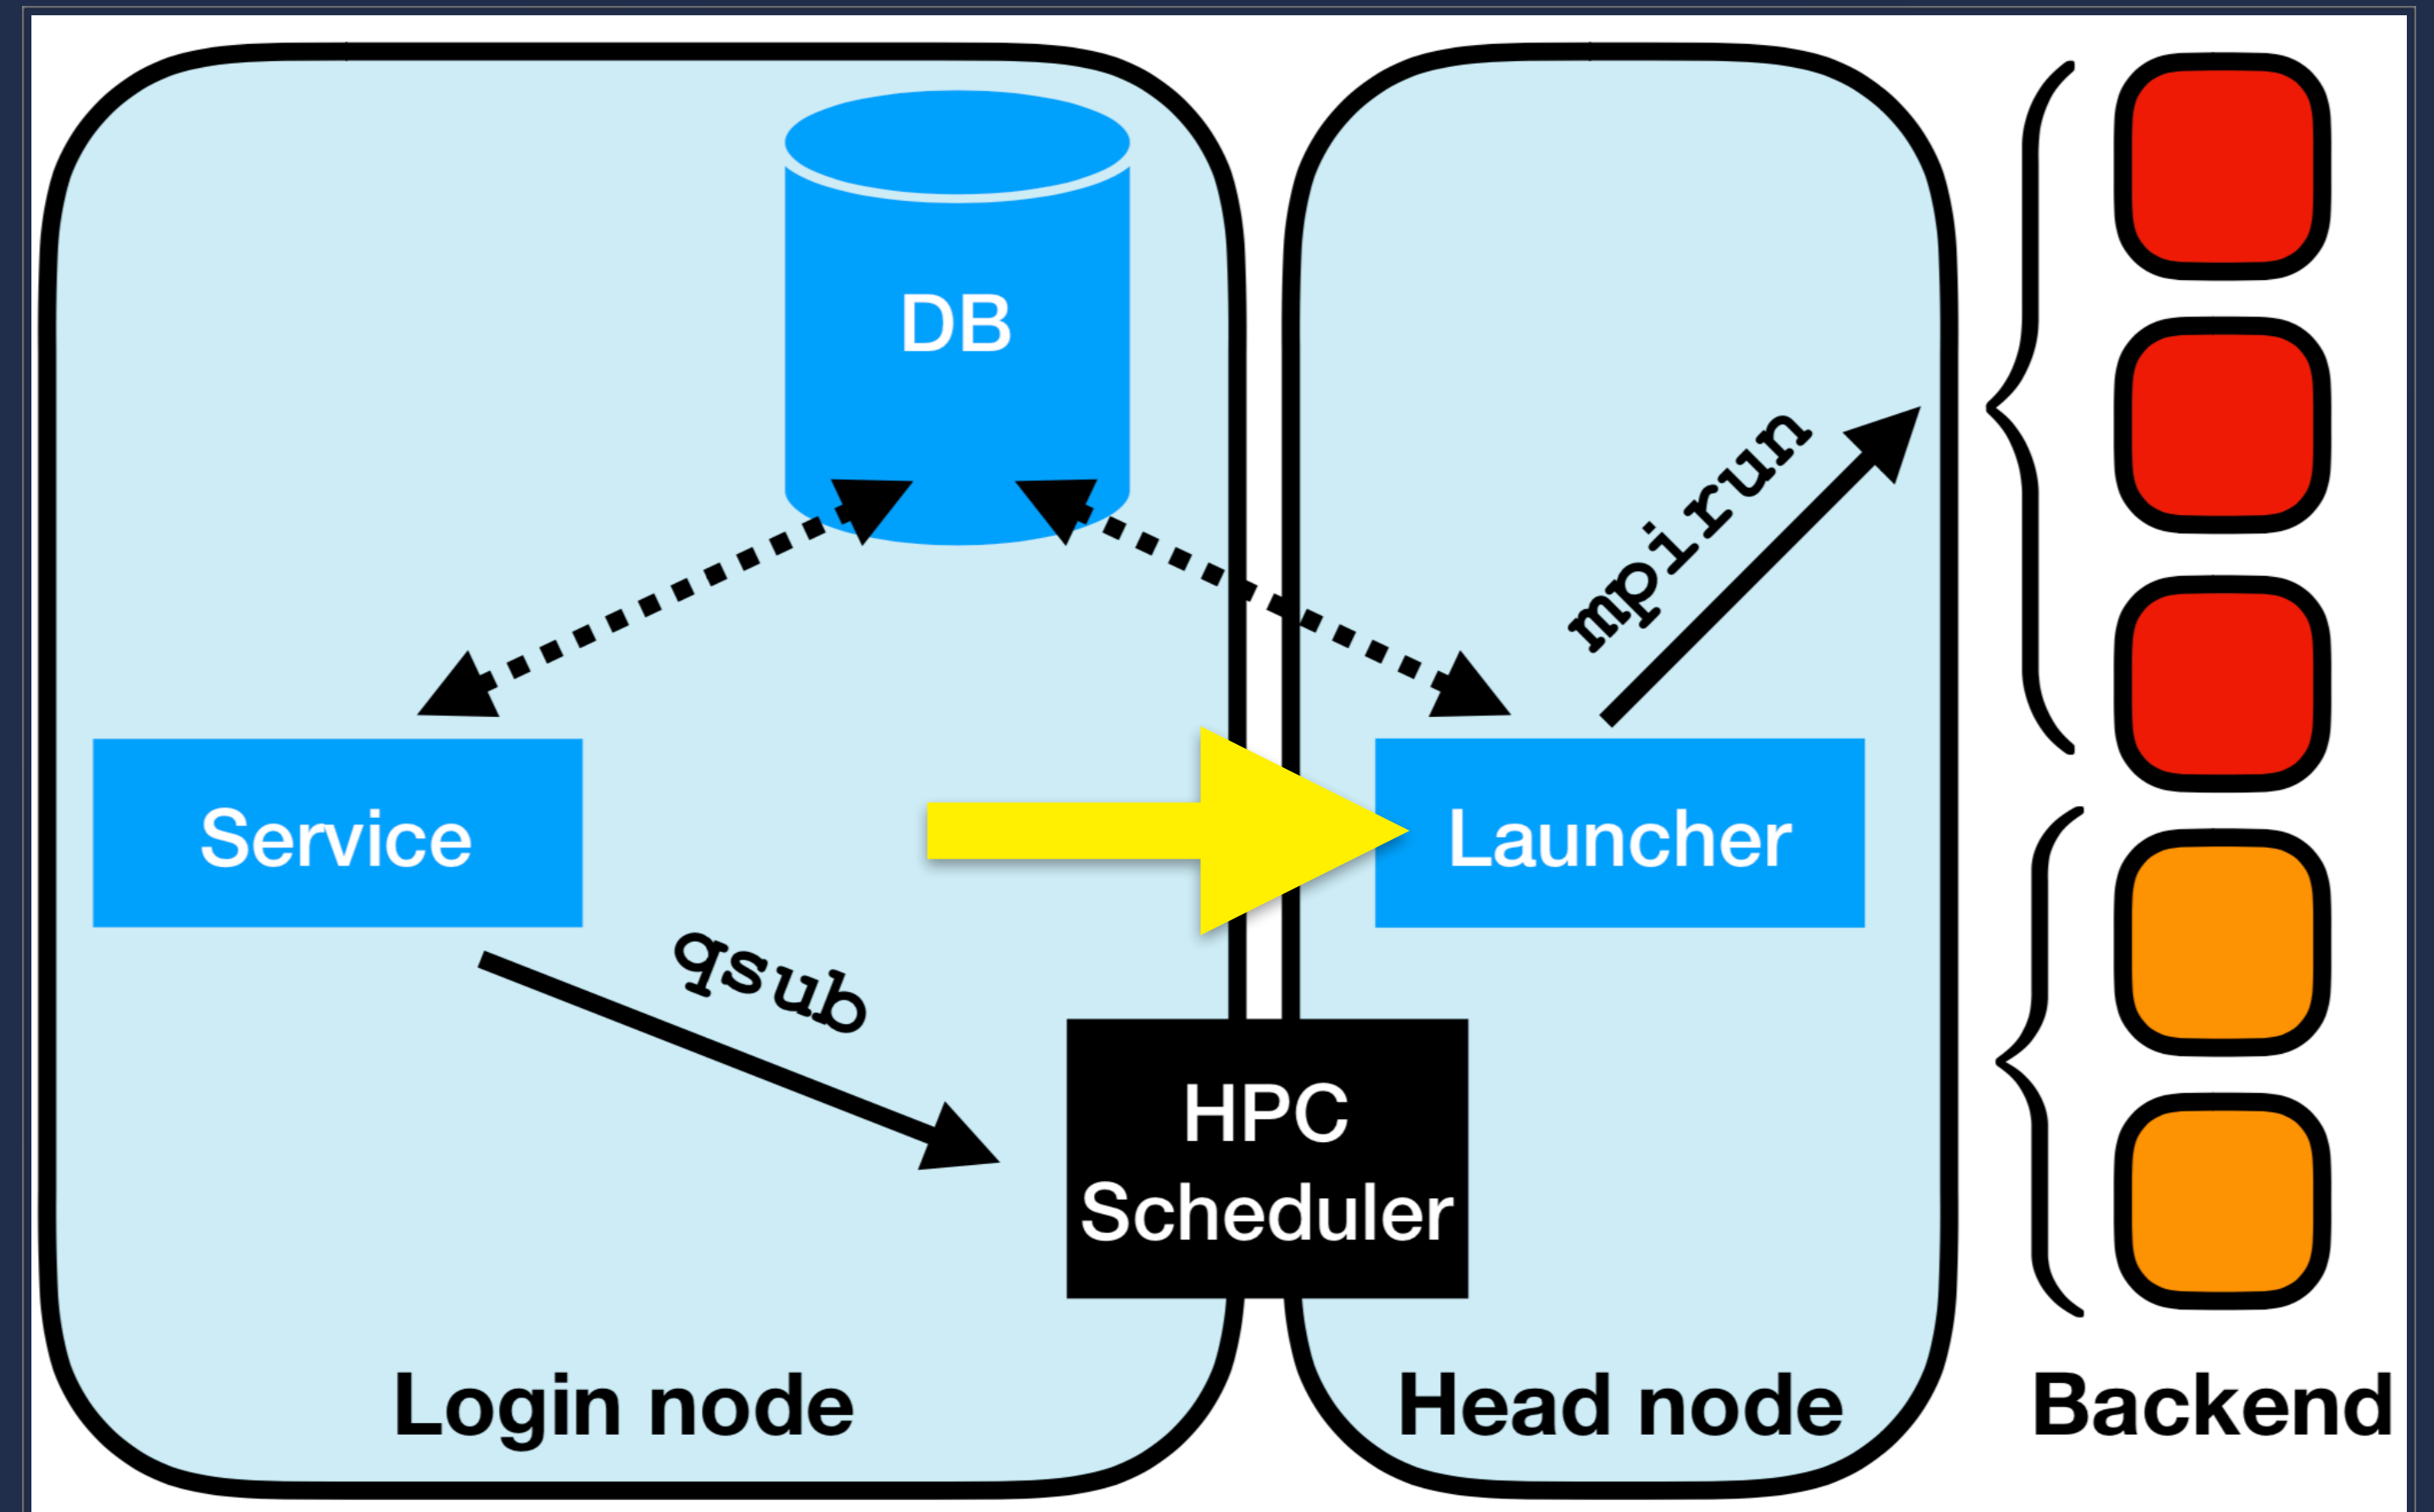 DB
mpirun
Service
Launcher
qsub
HPC
Scheduler
Login node
Head node
Backend